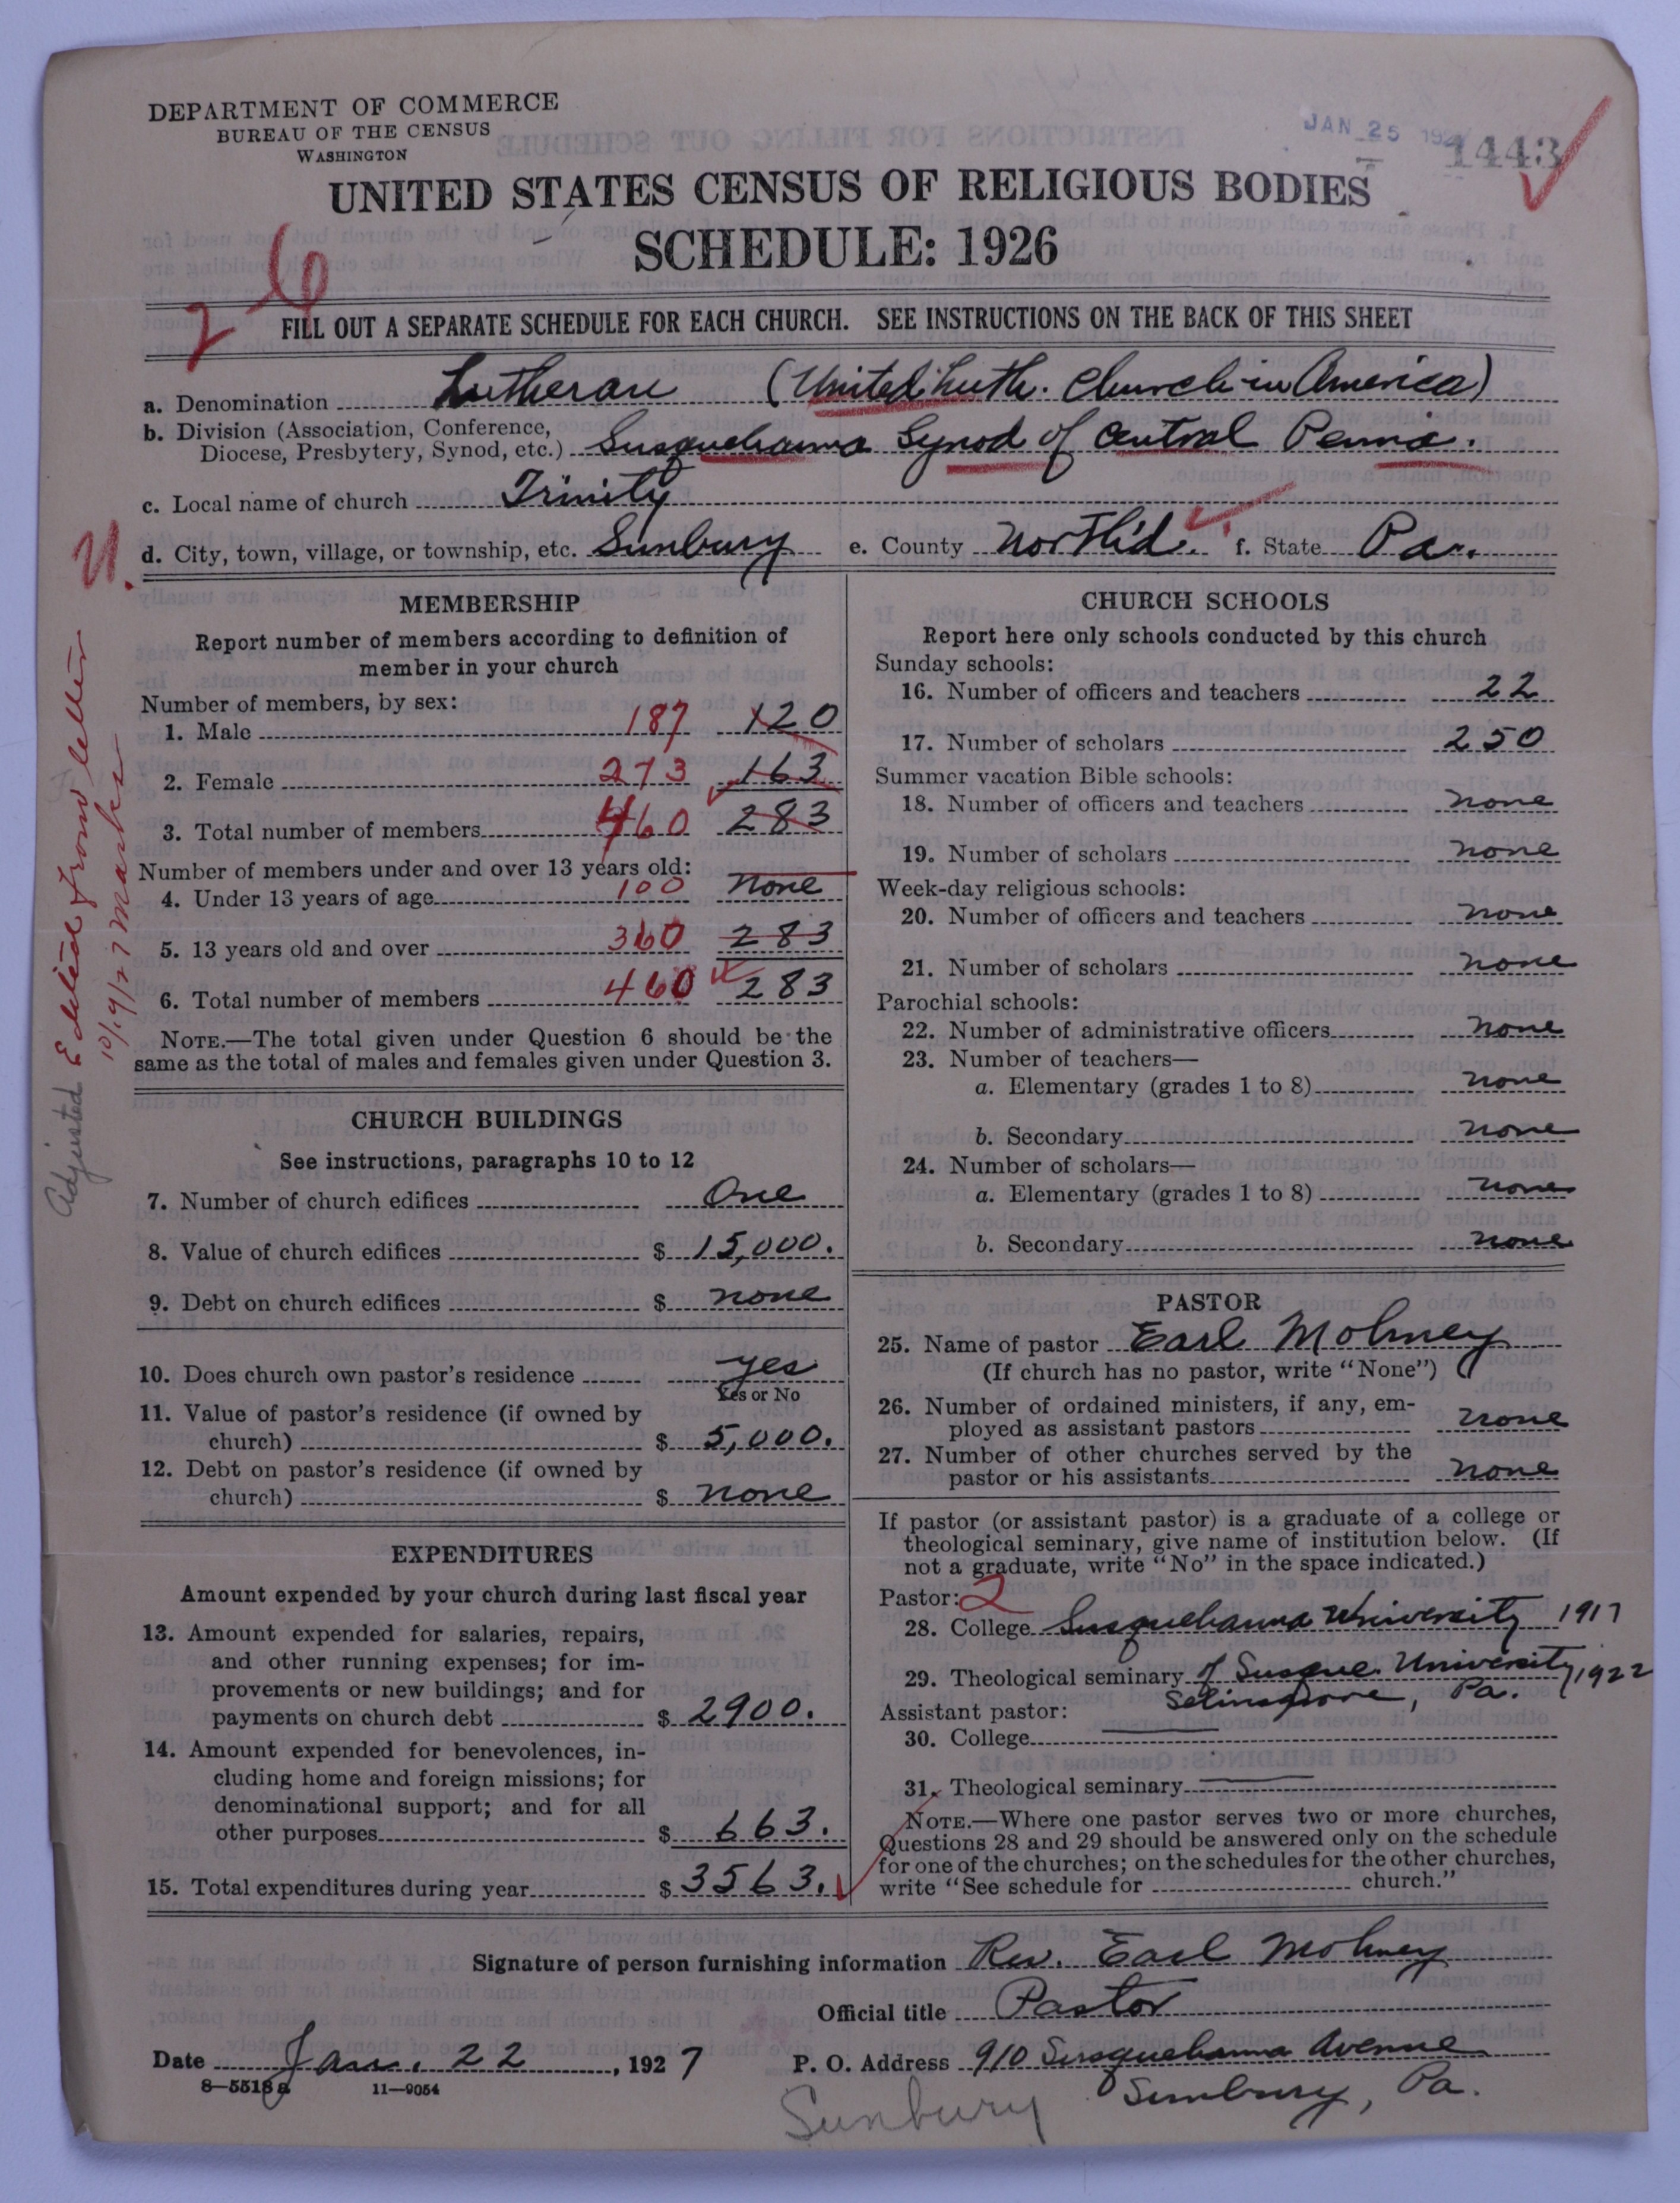 DEPARTMENT OF COMMERCE
BUREAU OF THE CENSUS
WASHINGTON
JAN 25 192
1443
UNITED STATES CENSUS OF RELIGIOUS BODIES
SCHEDULE: 1926
2 6
FILL OUT A SEPARATE SCHEDULE FOR EACH CHURCH. SEE INSTRUCTIONS ON THE BACK OF THIS SHEET
a. Denomination Lutheran (United Luth. Church in America)
b. Division (Association, Conference,
Diocese, Presbytery, Synod, etc.) Susquehanna Synod of Central Penna.
c. Local name of church Trinity
d. City, town, village, or township, etc. Sunbury e. County North'd. f. State Pa.
MEMBERSHIP
Report number of members according to definition of
member in your church
Number of members, by sex:
1. Male 187 120
2. Female 273 163
3. Total number of members 460 283
Number of members under and over 13 years old:
4. Under 13 years of age 100 none
5. 13 years old and over 360 283
6. Total number of members 460 283
NOTE.—The total given under Question 6 should be the
same as the total of males and females given under Question 3.
Adjusted
Edited from letter
10/19/27
CHURCH BUILDINGS
See instructions, paragraphs 10 to 12
7. Number of church edifices One
8. Value of church edifices $ 15,000.
9. Debt on church edifices $ none
10. Does church own pastor's residence yes
Yes or No
11. Value of pastor's residence (if owned by
church) $ 5,000.
12. Debt on pastor's residence (if owned by
church) $ none
EXPENDITURES
Amount expended by your church during last fiscal year
13. Amount expended for salaries, repairs,
and other running expenses; for im-
provements or new buildings; and for
payments on church debt $ 2900.
14. Amount expended for benevolences, in-
cluding home and foreign missions; for
denominational support; and for all
other purposes $ 663.
15. Total expenditures during year $ 3563.
CHURCH SCHOOLS
Report here only schools conducted by this church
Sunday schools:
16. Number of officers and teachers 22
17. Number of scholars 250
Summer vacation Bible schools:
18. Number of officers and teachers none
19. Number of scholars none
Week-day religious schools:
20. Number of officers and teachers none
21. Number of scholars none
Parochial schools:
22. Number of administrative officers none
23. Number of teachers—
a. Elementary (grades 1 to 8) none
b. Secondary none
24. Number of scholars—
a. Elementary (grades 1 to 8) none
b. Secondary none
PASTOR
25. Name of pastor Earl Mohney
(If church has no pastor, write "None")
26. Number of ordained ministers, if any, em-
ployed as assistant pastors none
27. Number of other churches served by the
pastor or his assistants none
If pastor (or assistant pastor) is a graduate of a college or
theological seminary, give name of institution below. (If
not a graduate, write "No" in the space indicated.)
Pastor: 2
28. College Susquehanna University 1917
29. Theological seminary of Susque. University 1922
Selinsgrove, Pa.
Assistant pastor:
30. College
31. Theological seminary
NOTE.—Where one pastor serves two or more churches,
Questions 28 and 29 should be answered only on the schedule
for one of the churches; on the schedules for the other churches,
write "See schedule for church."
Signature of person furnishing information Rev. Earl Mohney
Official title Pastor
Date Jan. 22, 1927 P. O. Address 910 Susquehanna Avenue
8-5518a 11-9054 Sunbury, Pa.
Sunbury